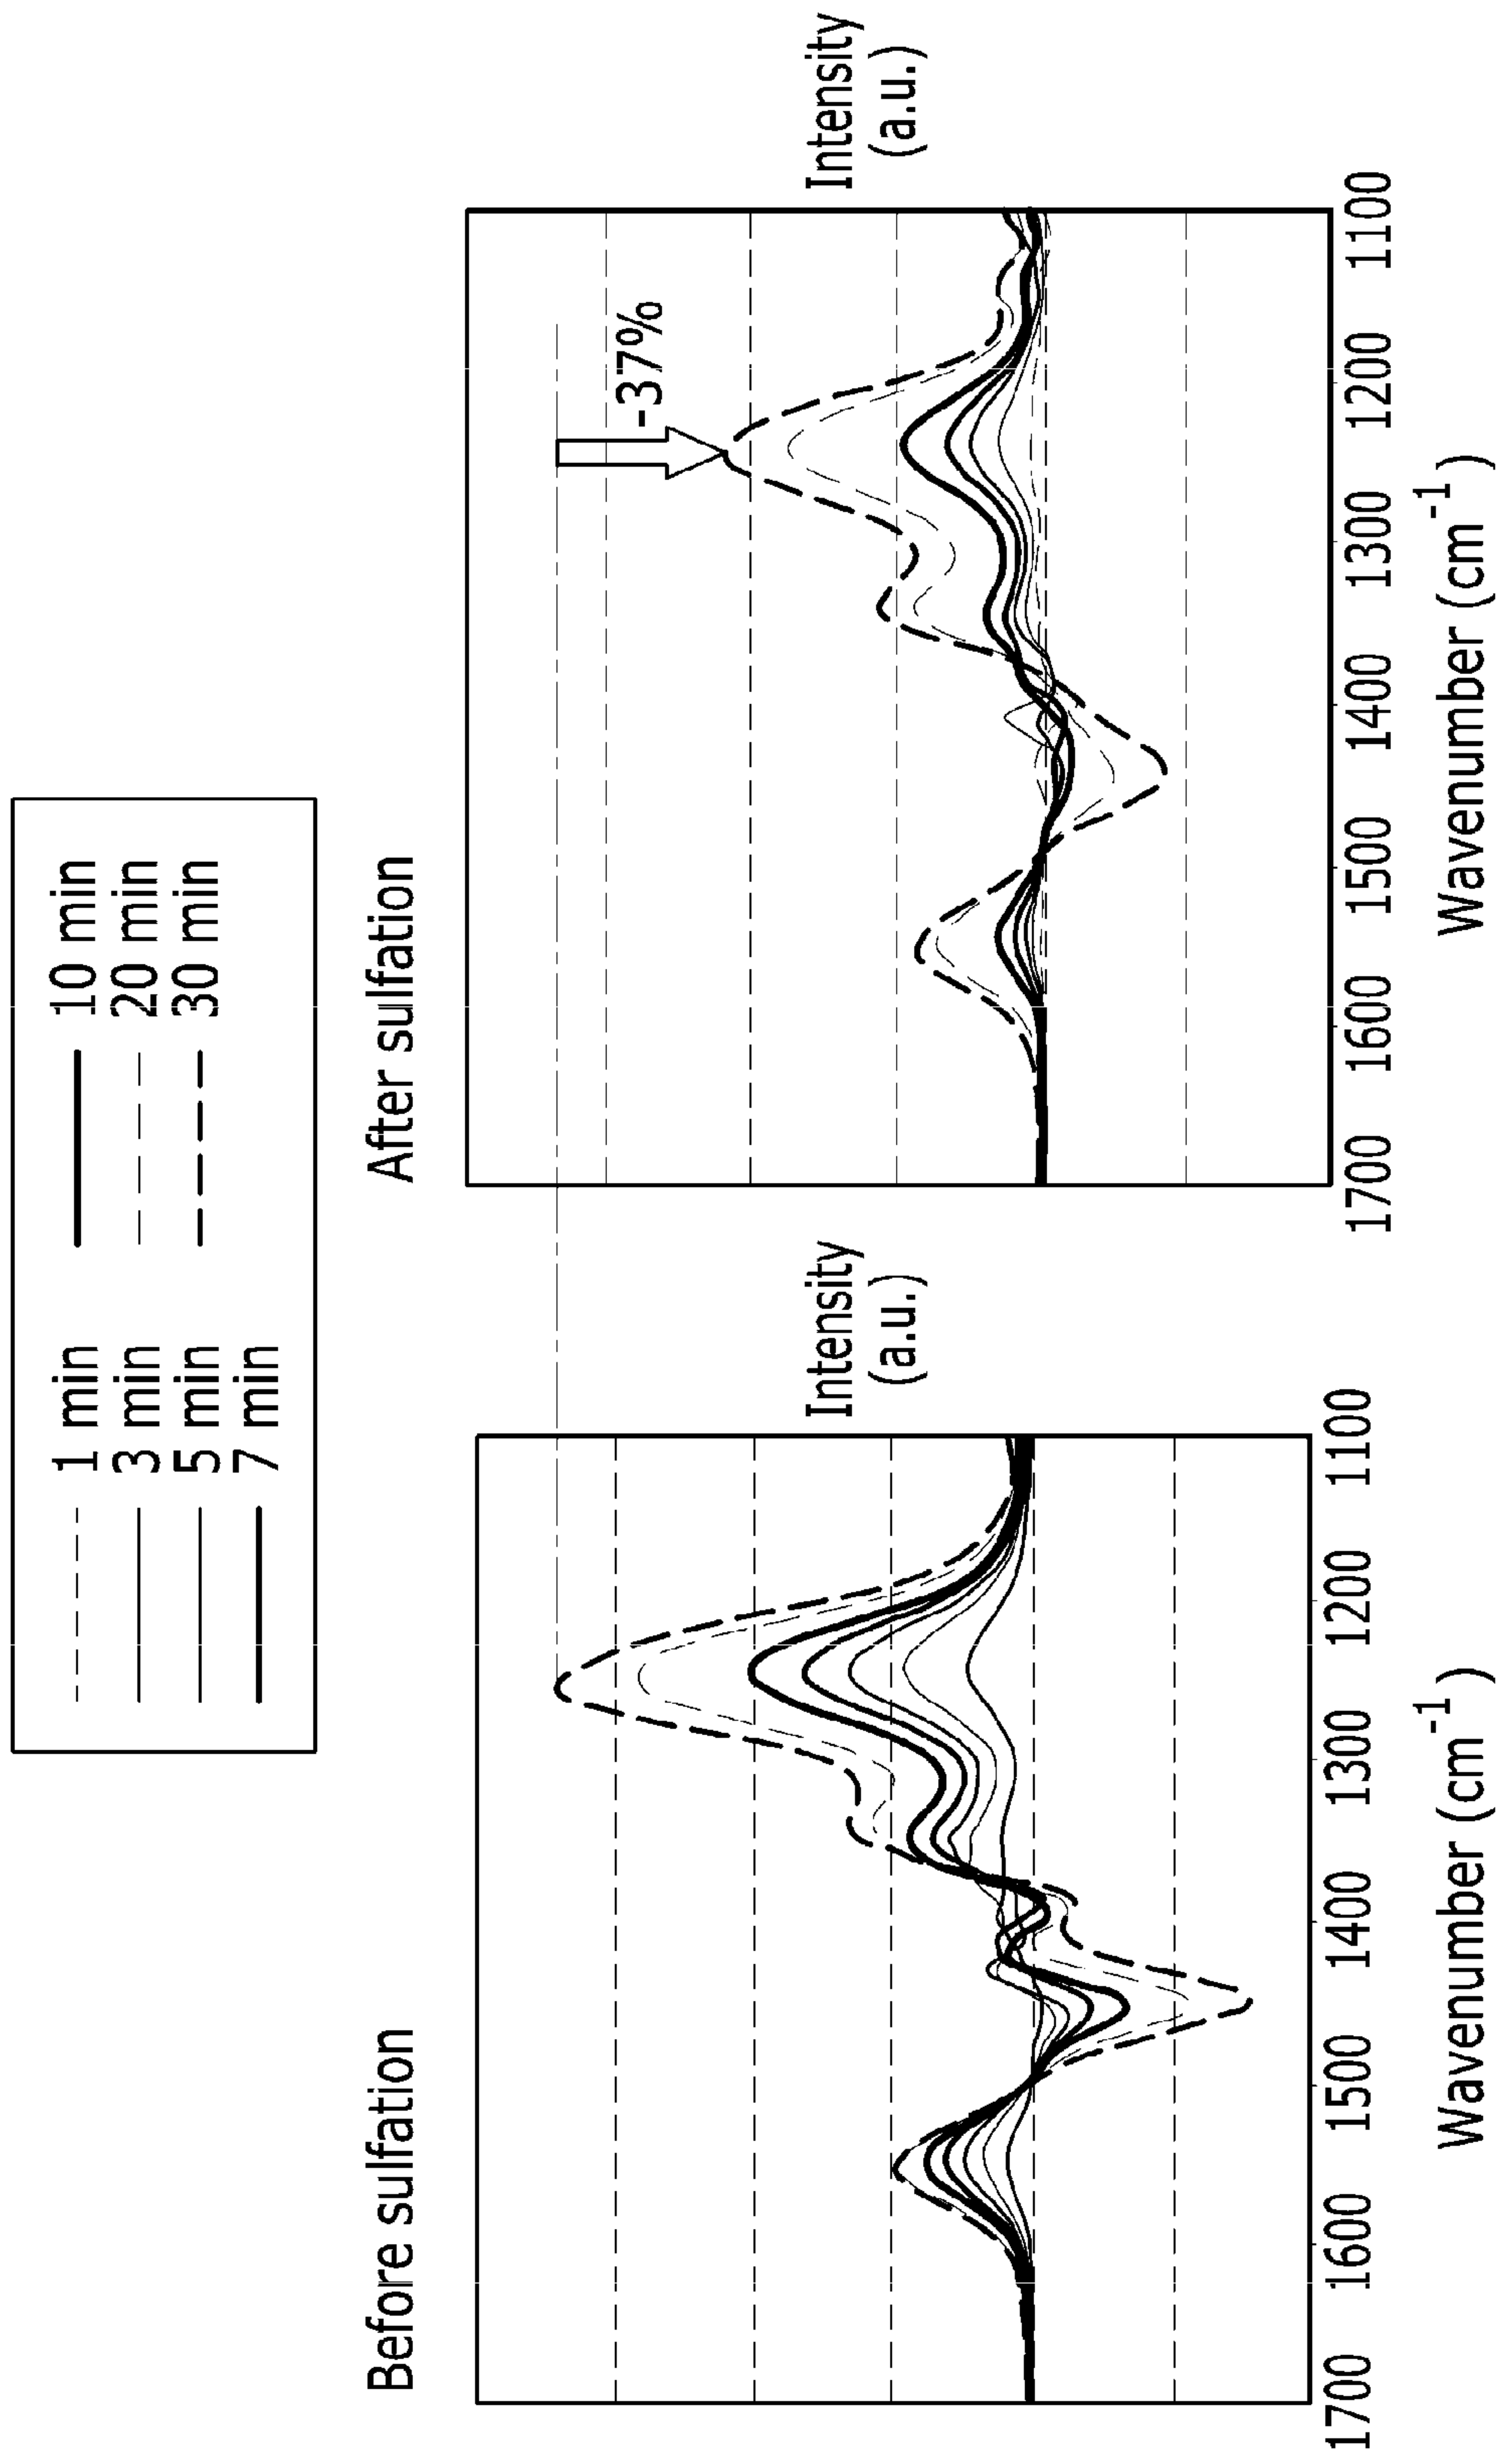 1 min
3 min
5 min
7 min
10 min
20 min
30 min
Before sulfation
Intensity
(a.u.)
1700 1600 1500 1400 1300 1200 1100
Wavenumber (cm⁻¹)
After sulfation
-37%
Intensity
(a.u.)
1700 1600 1500 1400 1300 1200 1100
Wavenumber (cm⁻¹)